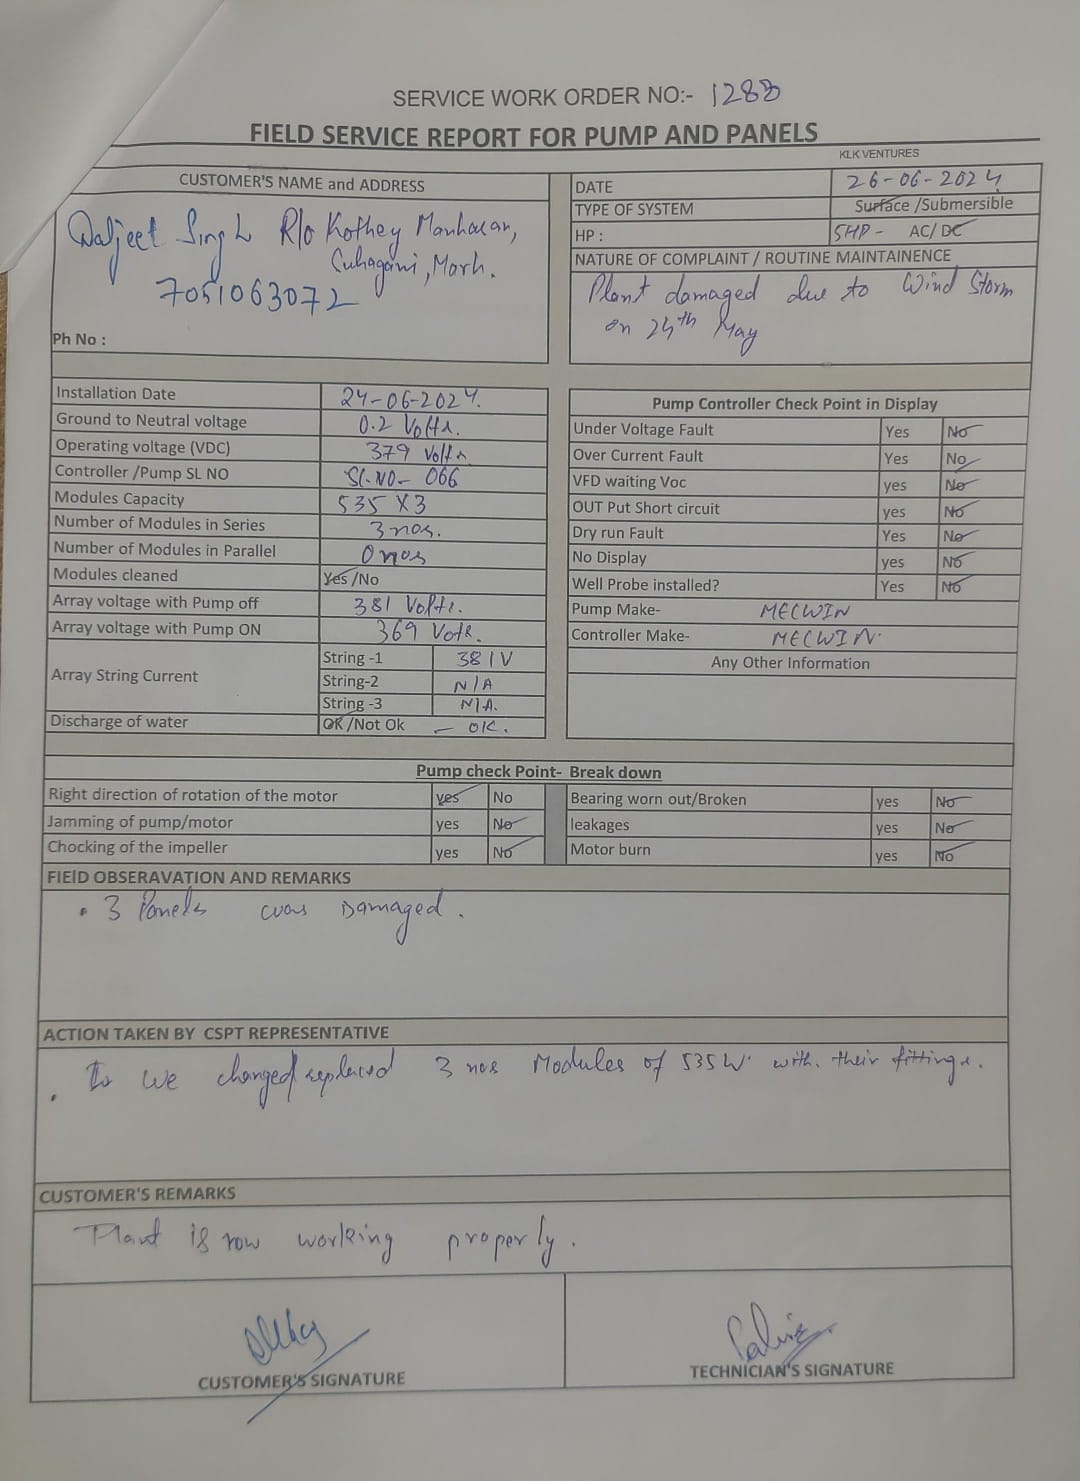 SERVICE WORK ORDER NO:- 1288
FIELD SERVICE REPORT FOR PUMP AND PANELS
KLK VENTURES
CUSTOMER'S NAME and ADDRESS
Daljeet Singh R/o Kothey Manhasan,
Marh.
7051063072
Ph No :
DATE 26-06-2024
TYPE OF SYSTEM Surface /Submersible
HP : 5HP - AC/ DC
NATURE OF COMPLAINT / ROUTINE MAINTAINENCE
Plant damaged due to Wind Storm
on 24th May
Installation Date 24-06-2024.
Ground to Neutral voltage 0.2 Volts.
Operating voltage (VDC) 379 Volts
Controller /Pump SL NO Sl.NO- 066
Modules Capacity 535 X3
Number of Modules in Series 3 nos.
Number of Modules in Parallel 0 nos
Modules cleaned Yes /No
Array voltage with Pump off 381 Volts.
Array voltage with Pump ON 369 Vots.
Array String Current
String -1 381V
String-2 N/A
String -3 N/A.
Discharge of water OK /Not Ok – OK.
Pump Controller Check Point in Display
Under Voltage Fault Yes No
Over Current Fault Yes No
VFD waiting Voc yes No
OUT Put Short circuit yes No
Dry run Fault Yes No
No Display yes No
Well Probe installed? Yes No
Pump Make- MECWIN
Controller Make- MECWIN.
Any Other Information
Pump check Point- Break down
Right direction of rotation of the motor yes No
Jamming of pump/motor yes No
Chocking of the impeller yes No
Bearing worn out/Broken yes No
leakages yes No
Motor burn yes No
FIElD OBSERAVATION AND REMARKS
• 3 Panels was Damaged.
ACTION TAKEN BY CSPT REPRESENTATIVE
• we changed/replaced 3 nos Modules of 535W with. their fittings.
CUSTOMER'S REMARKS
Plant is now working properly.
CUSTOMER'S SIGNATURE
TECHNICIAN'S SIGNATURE